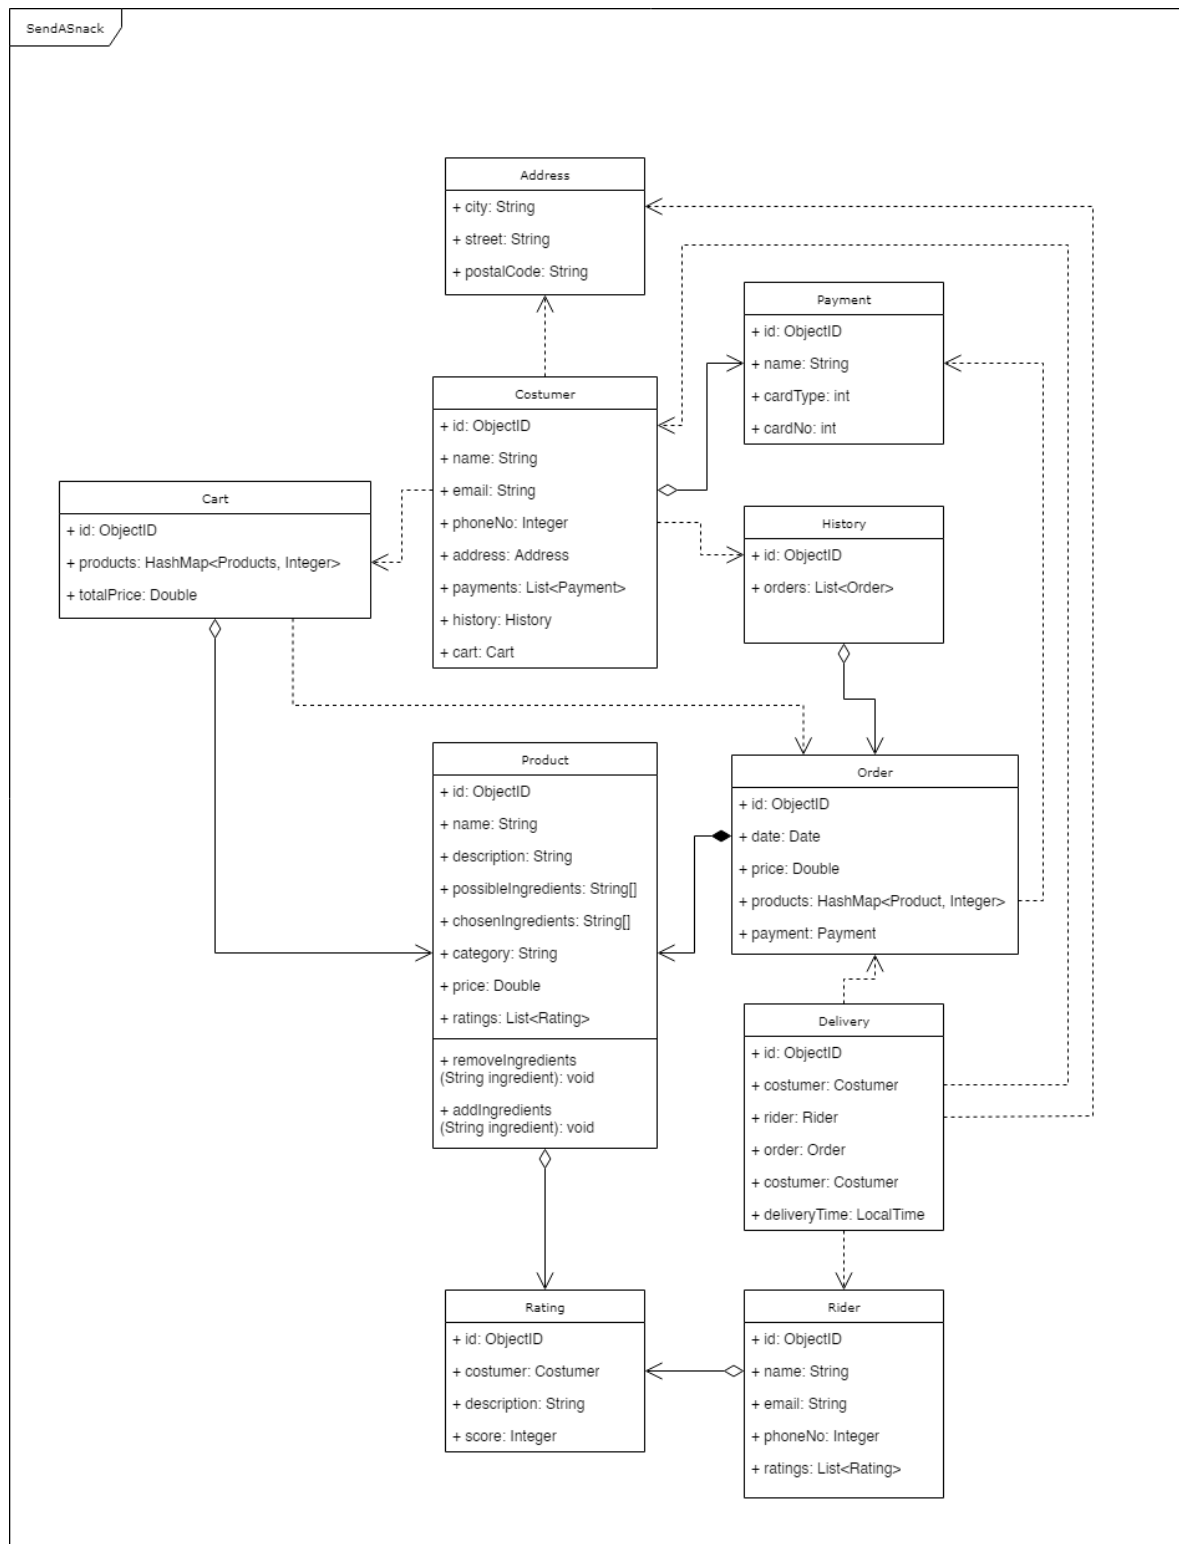 SendASnack
Address
+ city: String
+ street: String
+ postalCode: String
Payment
+ id: ObjectID
+ name: String
+ cardType: int
+ cardNo: int
Costumer
+ id: ObjectID
+ name: String
+ email: String
+ phoneNo: Integer
+ address: Address
+ payments: List<Payment>
+ history: History
+ cart: Cart
Cart
+ id: ObjectID
+ products: HashMap<Products, Integer>
+ totalPrice: Double
History
+ id: ObjectID
+ orders: List<Order>
Product
+ id: ObjectID
+ name: String
+ description: String
+ possibleIngredients: String[]
+ chosenIngredients: String[]
+ category: String
+ price: Double
+ ratings: List<Rating>
+ removeIngredients
(String ingredient): void
+ addIngredients
(String ingredient): void
Order
+ id: ObjectID
+ date: Date
+ price: Double
+ products: HashMap<Product, Integer>
+ payment: Payment
Delivery
+ id: ObjectID
+ costumer: Costumer
+ rider: Rider
+ order: Order
+ costumer: Costumer
+ deliveryTime: LocalTime
Rating
+ id: ObjectID
+ costumer: Costumer
+ description: String
+ score: Integer
Rider
+ id: ObjectID
+ name: String
+ email: String
+ phoneNo: Integer
+ ratings: List<Rating>